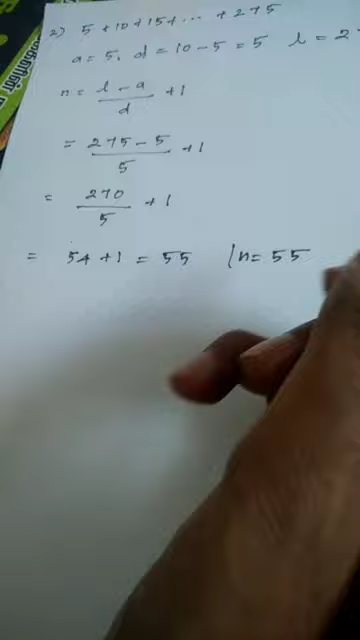 2) 5 + 10 + 15 + ... + 275
a = 5, d = 10 - 5 = 5 l = 2
n = l - a / d + 1
= 275 - 5 / 5 + 1
= 270 / 5 + 1
= 54 + 1 = 55 n = 55